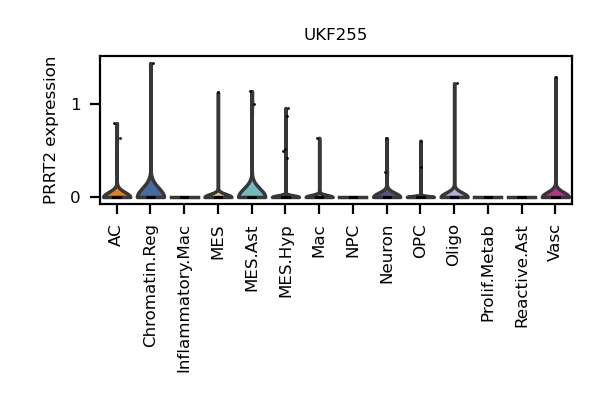 UKF255
PRRT2 expression
1
0
AC
Chromatin.Reg
Inflammatory.Mac
MES
MES.Ast
MES.Hyp
Mac
NPC
Neuron
OPC
Oligo
Prolif.Metab
Reactive.Ast
Vasc